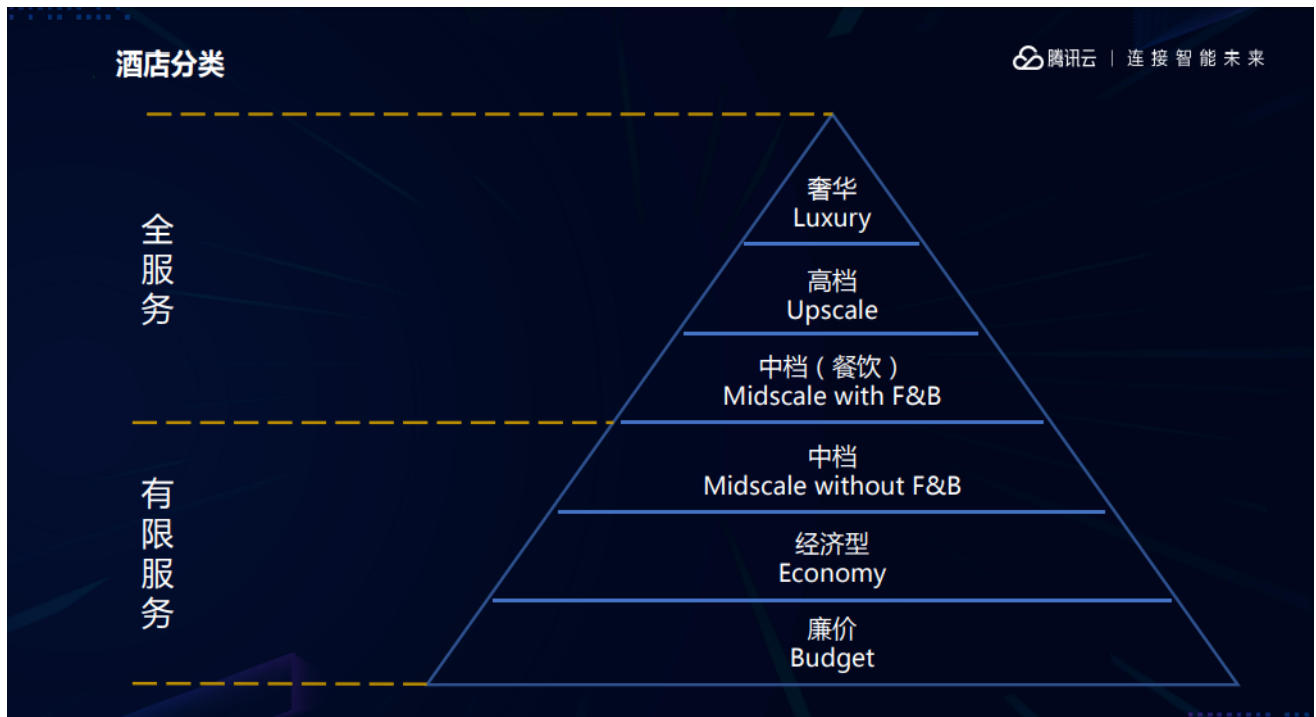 酒店分类
腾讯云 | 连接智能未来
全服务
奢华
Luxury
高档
Upscale
中档（餐饮）
Midscale with F&B
有限服务
中档
Midscale without F&B
经济型
Economy
廉价
Budget